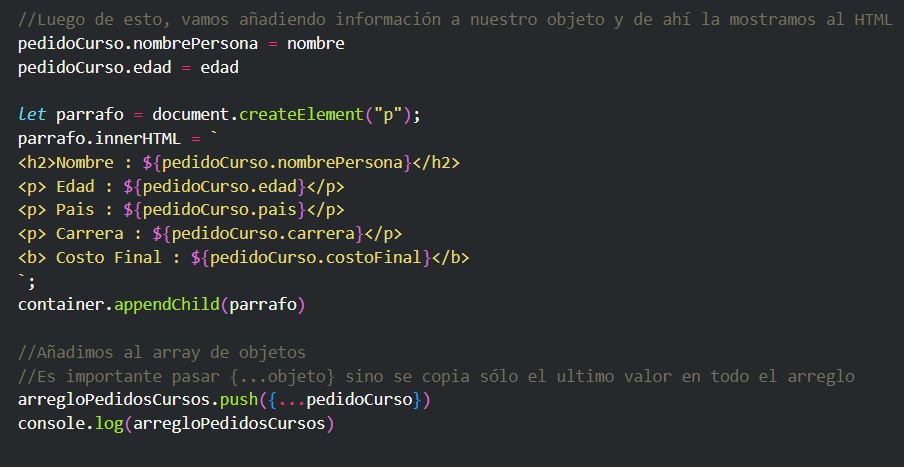 //Luego de esto, vamos añadiendo información a nuestro objeto y de ahí la mostramos al HTML
pedidoCurso.nombrePersona = nombre
pedidoCurso.edad = edad
let parrafo = document.createElement("p");
parrafo.innerHTML = `
<h2>Nombre : ${pedidoCurso.nombrePersona}</h2>
<p> Edad : ${pedidoCurso.edad}</p>
<p> Pais : ${pedidoCurso.pais}</p>
<p> Carrera : ${pedidoCurso.carrera}</p>
<b> Costo Final : ${pedidoCurso.costoFinal}</b>
`;
container.appendChild(parrafo)
//Añadimos al array de objetos
//Es importante pasar {...objeto} sino se copia sólo el ultimo valor en todo el arreglo
arregloPedidosCursos.push({...pedidoCurso})
console.log(arregloPedidosCursos)